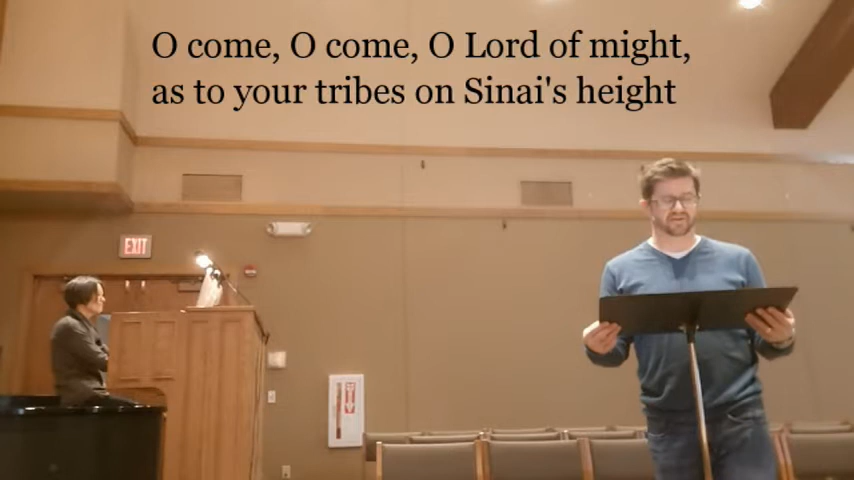 O come, O come, O Lord of might,
as to your tribes on Sinai's height
EXIT